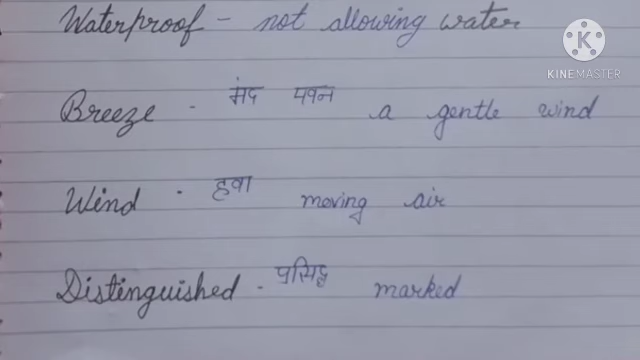 Waterproof - not allowing water
KINEMASTER
Breeze - मंद पवन a gentle wind
Wind - हवा moving air
Distinguished - प्रसिद्ध marked